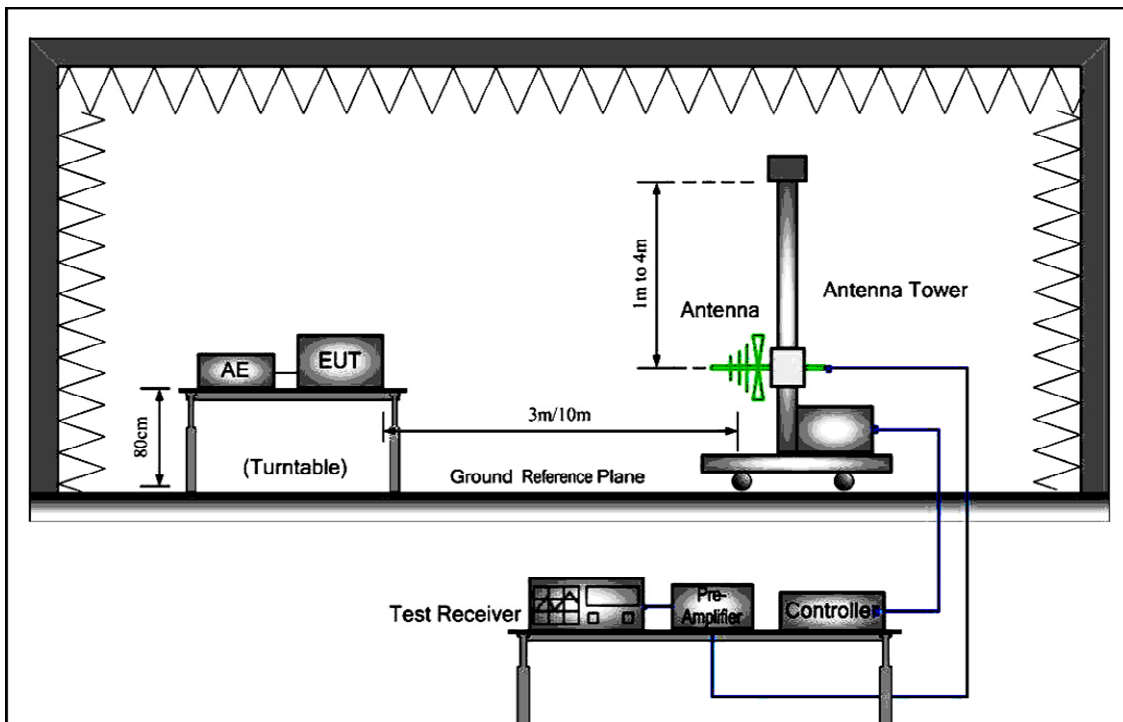 1m to 4m
Antenna
Antenna Tower
AE
EUT
80cm
3m/10m
(Turntable)
Ground Reference Plane
Test Receiver
Pre-
Amplifier
Controller